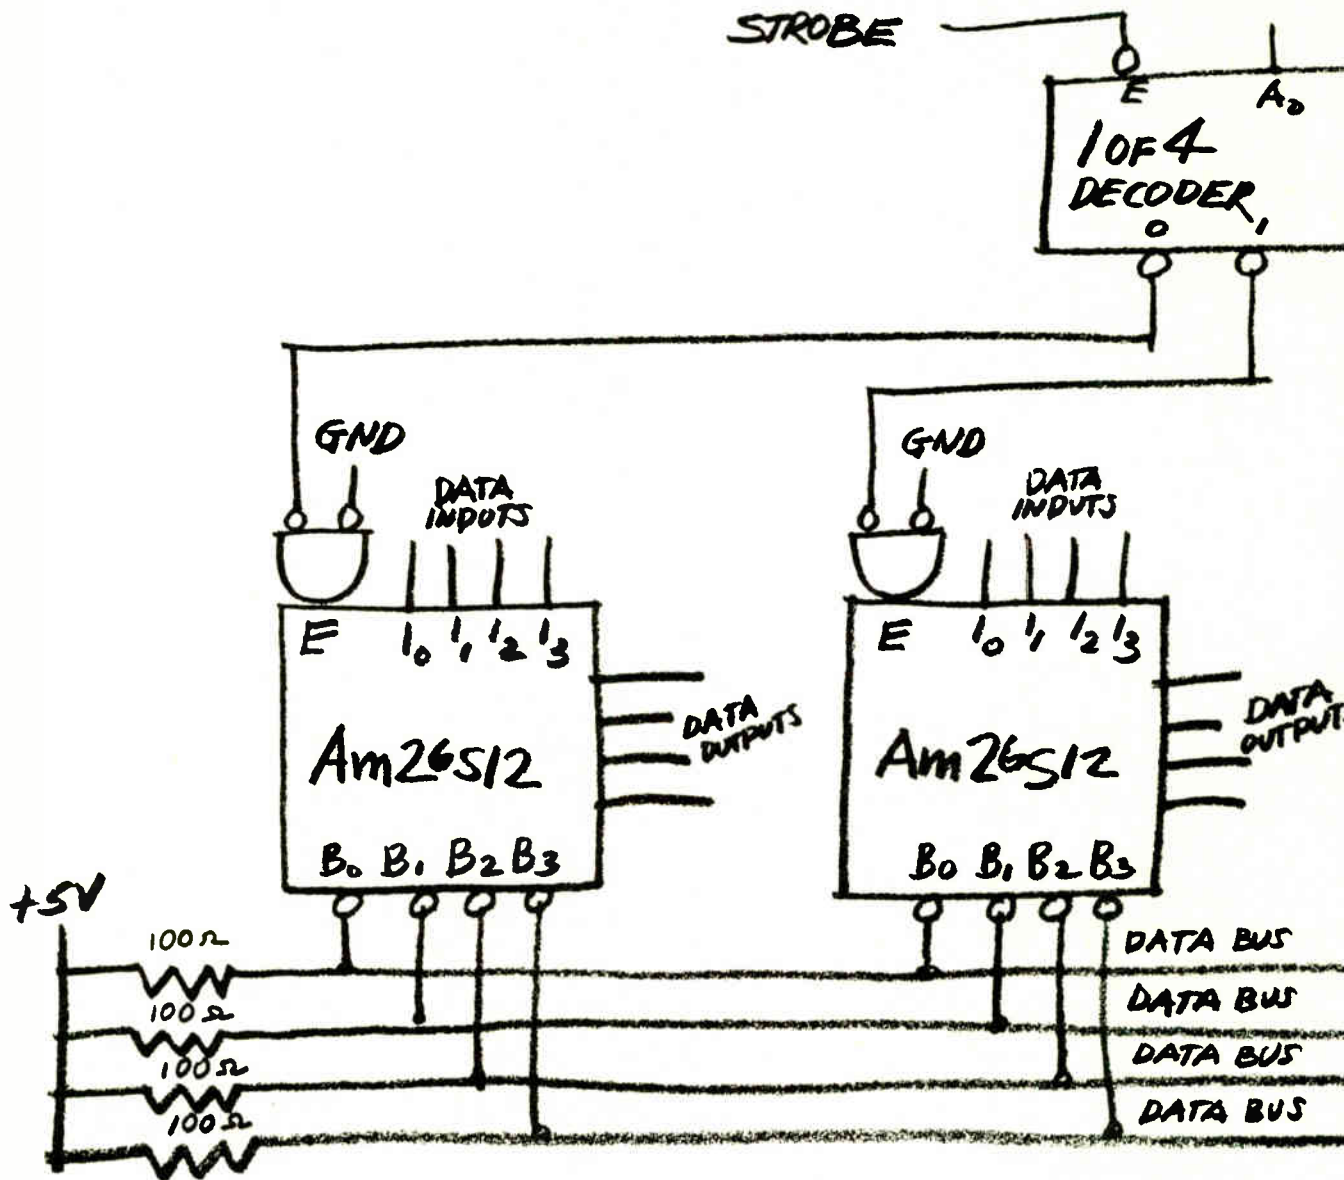 STROBE
E A₀
1 OF 4
DECODER
0 1
GND
DATA
INPUTS
E I₀ I₁ I₂ I₃
Am26S12
DATA
OUTPUTS
B₀ B₁ B₂ B₃
GND
DATA
INPUTS
E I₀ I₁ I₂ I₃
Am26S12
DATA
OUTPUT
B₀ B₁ B₂ B₃
+5V
100Ω
100Ω
100Ω
100Ω
DATA BUS
DATA BUS
DATA BUS
DATA BUS